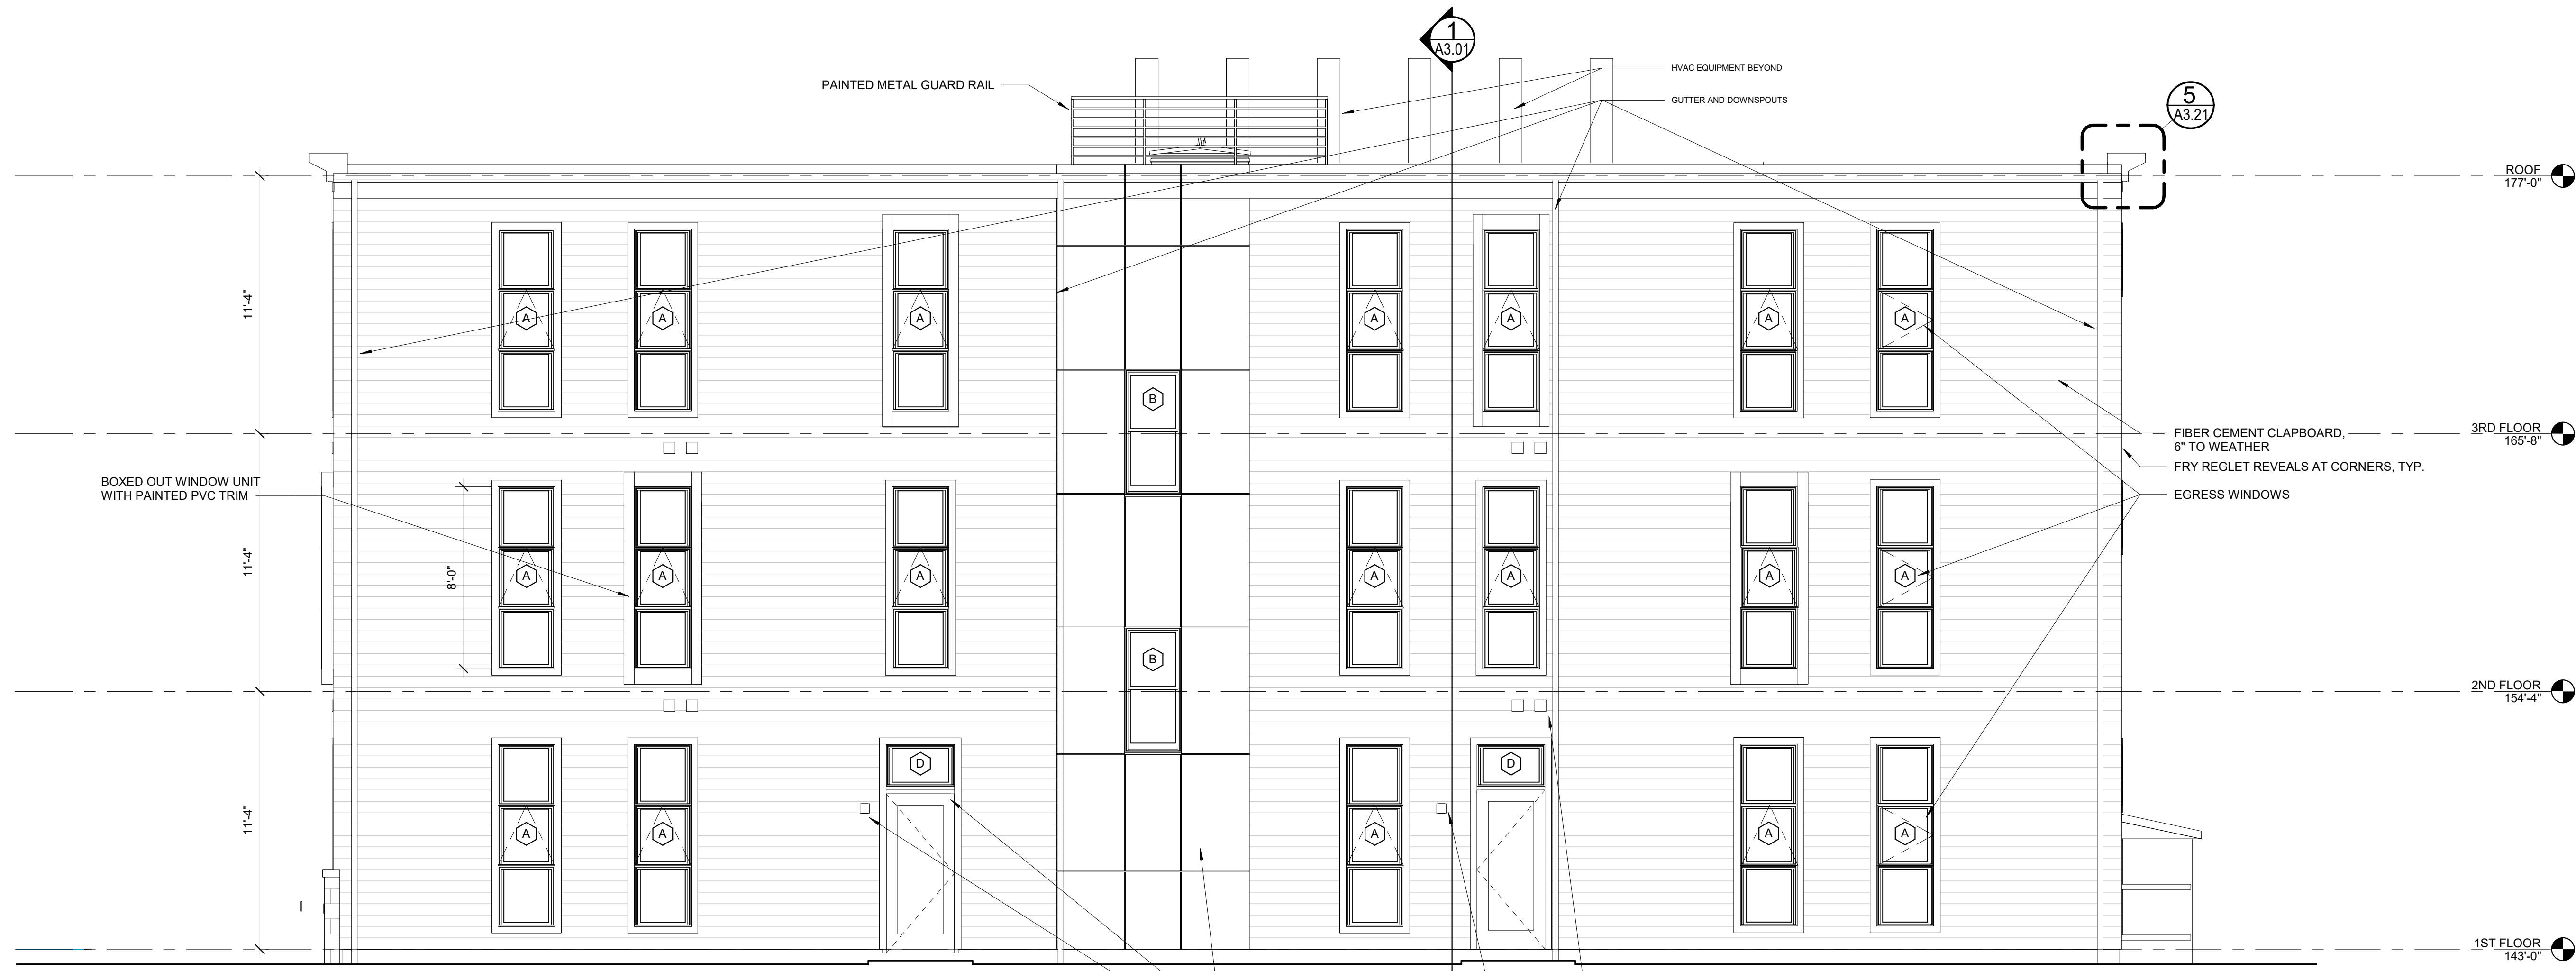 1
A3.01
PAINTED METAL GUARD RAIL
HVAC EQUIPMENT BEYOND
GUTTER AND DOWNSPOUTS
5
A3.21
ROOF
177'-0"
11'-4"
A
A
A
A
A
A
A
B
3RD FLOOR
165'-8"
FIBER CEMENT CLAPBOARD,
6" TO WEATHER
FRY REGLET REVEALS AT CORNERS, TYP.
EGRESS WINDOWS
BOXED OUT WINDOW UNIT
WITH PAINTED PVC TRIM
11'-4"
8'-0"
A
A
A
A
A
A
A
B
2ND FLOOR
154'-4"
D
D
11'-4"
A
A
A
A
A
1ST FLOOR
143'-0"